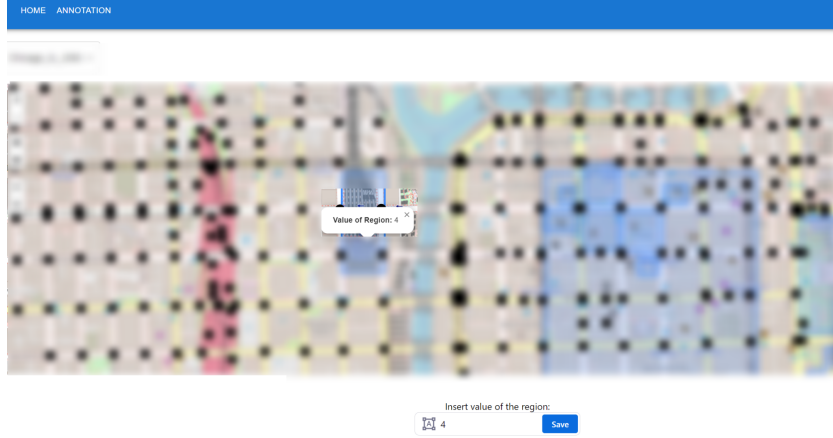 HOME ANNOTATION
Value of Region: 4 ×
Insert value of the region:
4 Save